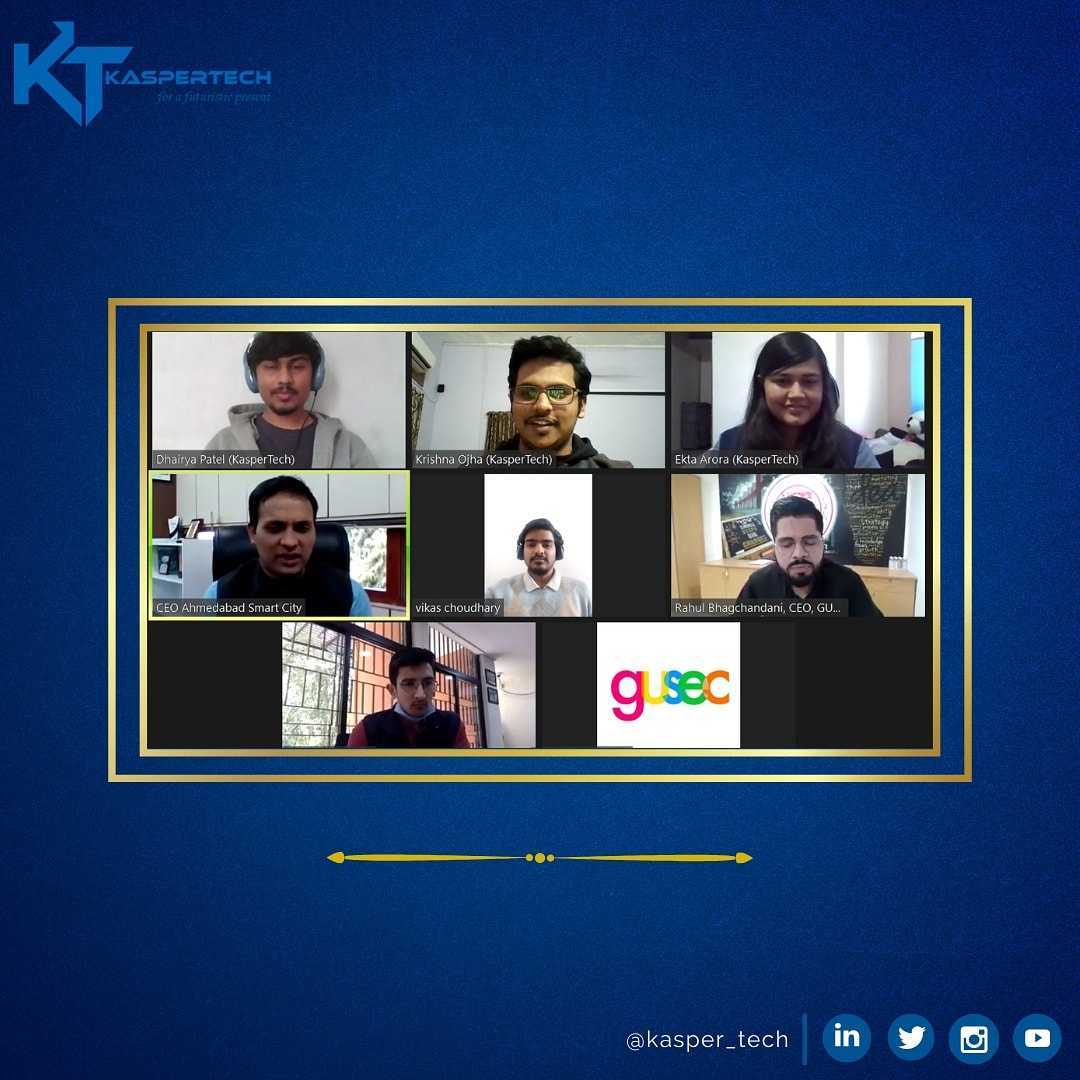 KT
KASPERTECH
for a futuristic present
Dhairya Patel (KasperTech)
Krishna Ojha (KasperTech)
Ekta Arora (KasperTech)
CEO Ahmedabad Smart City
vikas choudhary
Rahul Bhagchandani, CEO, GU...
gusec
@kasper_tech
in